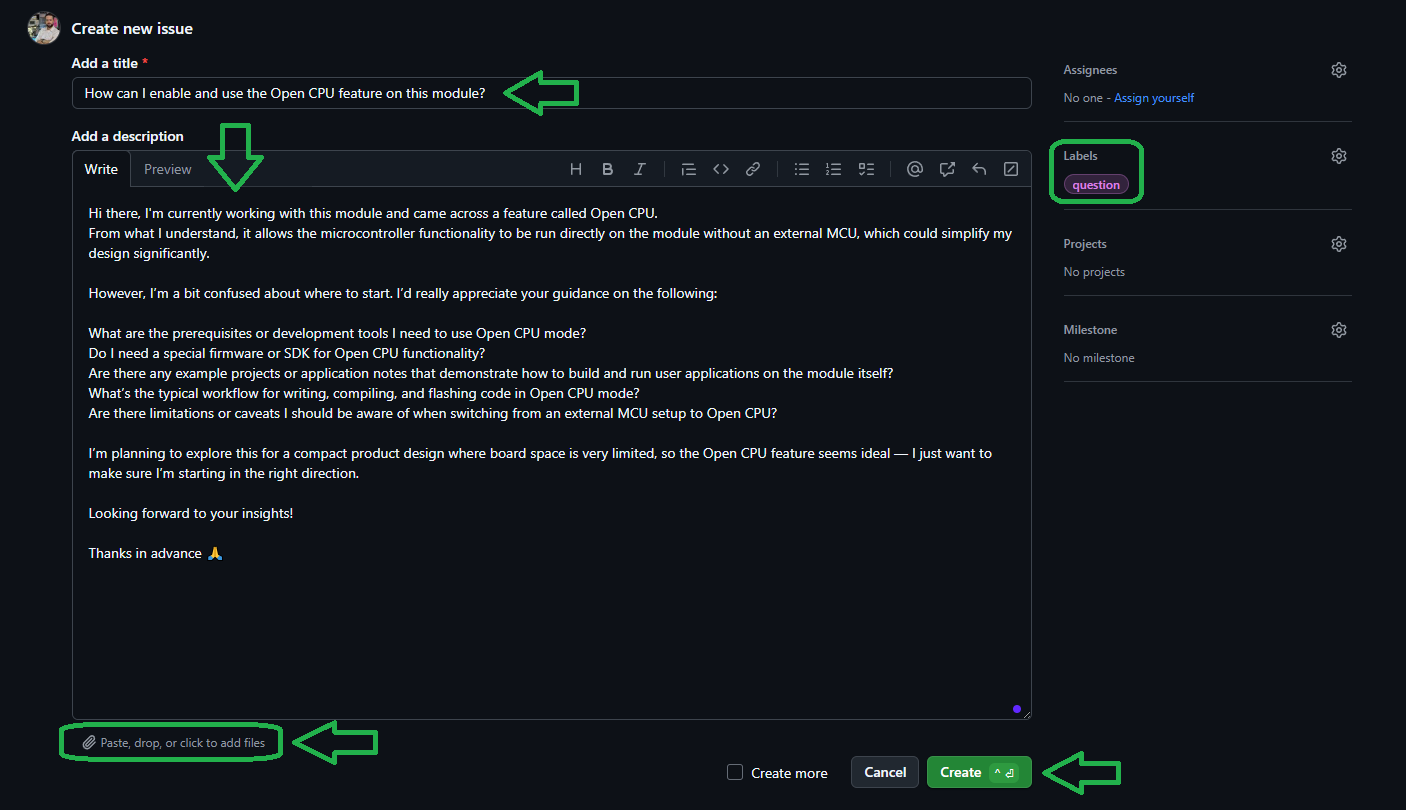 Create new issue
Add a title *
How can I enable and use the Open CPU feature on this module?
Add a description
Write Preview H B I
Hi there, I'm currently working with this module and came across a feature called Open CPU.
From what I understand, it allows the microcontroller functionality to be run directly on the module without an external MCU, which could simplify my
design significantly.
However, I’m a bit confused about where to start. I’d really appreciate your guidance on the following:
What are the prerequisites or development tools I need to use Open CPU mode?
Do I need a special firmware or SDK for Open CPU functionality?
Are there any example projects or application notes that demonstrate how to build and run user applications on the module itself?
What’s the typical workflow for writing, compiling, and flashing code in Open CPU mode?
Are there limitations or caveats I should be aware of when switching from an external MCU setup to Open CPU?
I’m planning to explore this for a compact product design where board space is very limited, so the Open CPU feature seems ideal — I just want to
make sure I’m starting in the right direction.
Looking forward to your insights!
Thanks in advance 🙏
Paste, drop, or click to add files
Create more Cancel Create ^ ⏎
Assignees
No one - Assign yourself
Labels
question
Projects
No projects
Milestone
No milestone